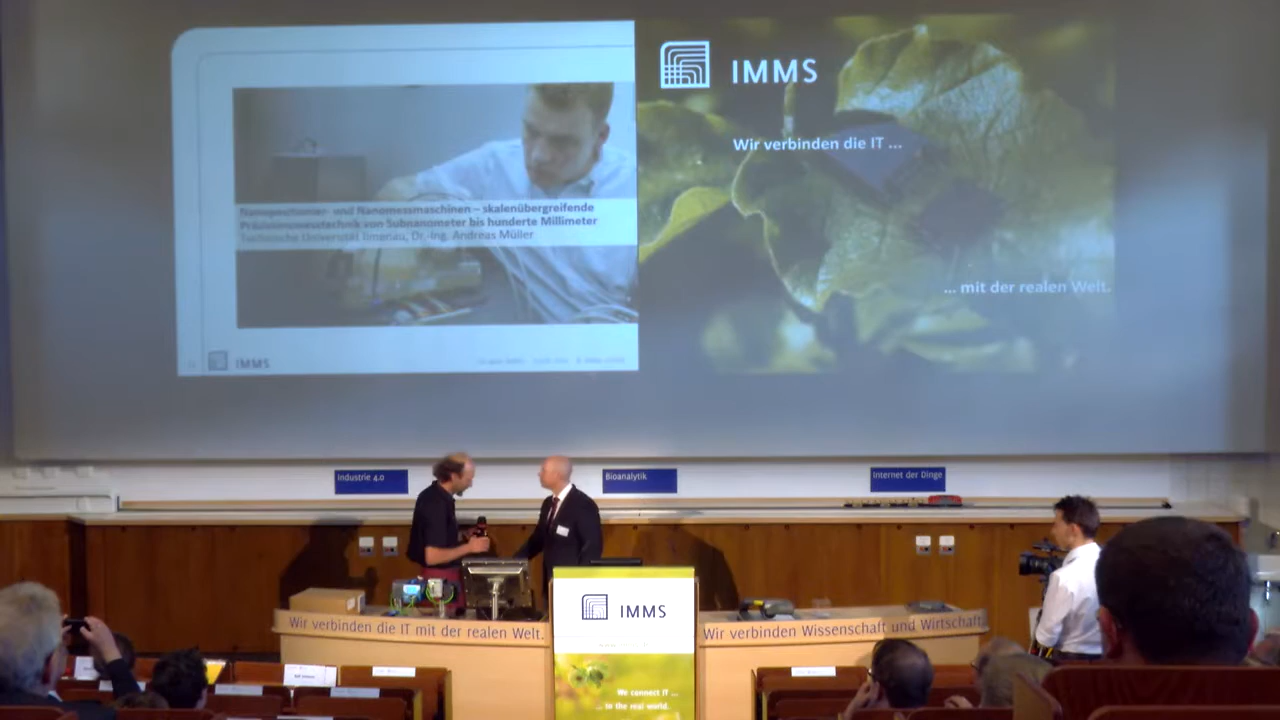 IMMS
Wir verbinden die IT ...
... mit der realen Welt.
Nanopositionier- und Nanomessmaschinen – skalenübergreifende
Präzisionsmesstechnik von Subnanometer bis hunderte Millimeter
Technische Universität Ilmenau, Dr.-Ing. Andreas Müller
IMMS
Industrie 4.0
Bioanalytik
Internet der Dinge
Wir verbinden die IT mit der realen Welt.
IMMS
Wir verbinden Wissenschaft und Wirtschaft.
We connect IT ...
... to the real world.